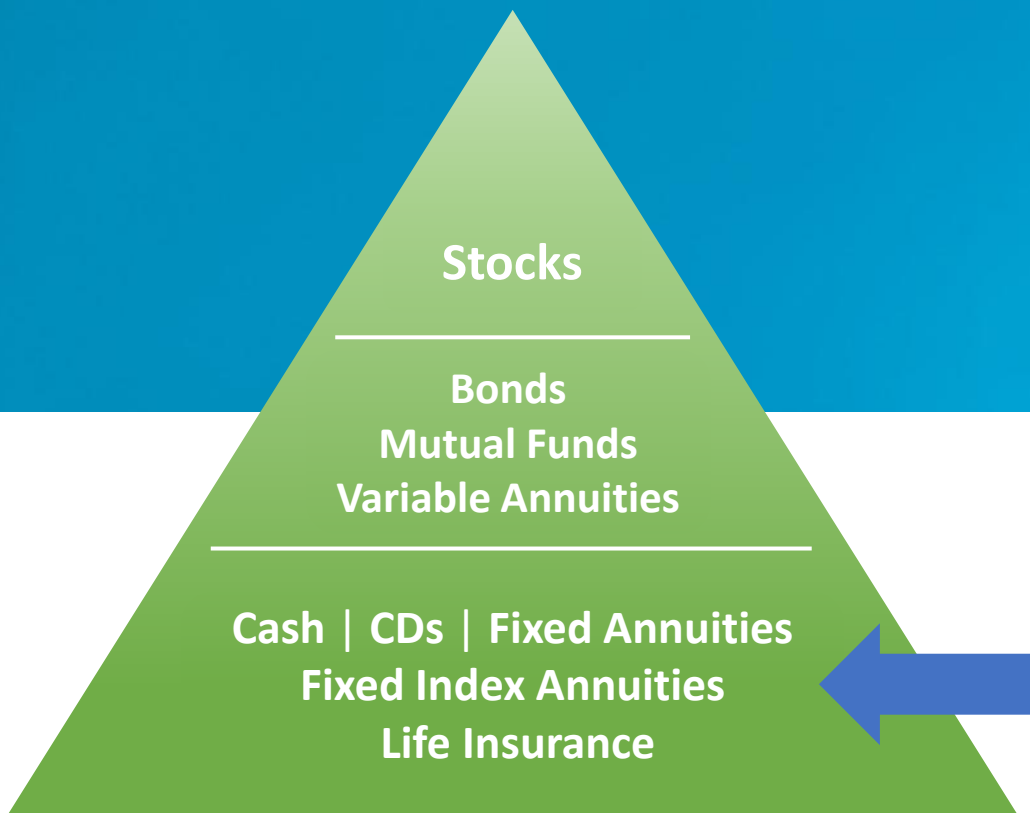 Stocks
Bonds
Mutual Funds
Variable Annuities
Cash | CDs | Fixed Annuities
Fixed Index Annuities
Life Insurance